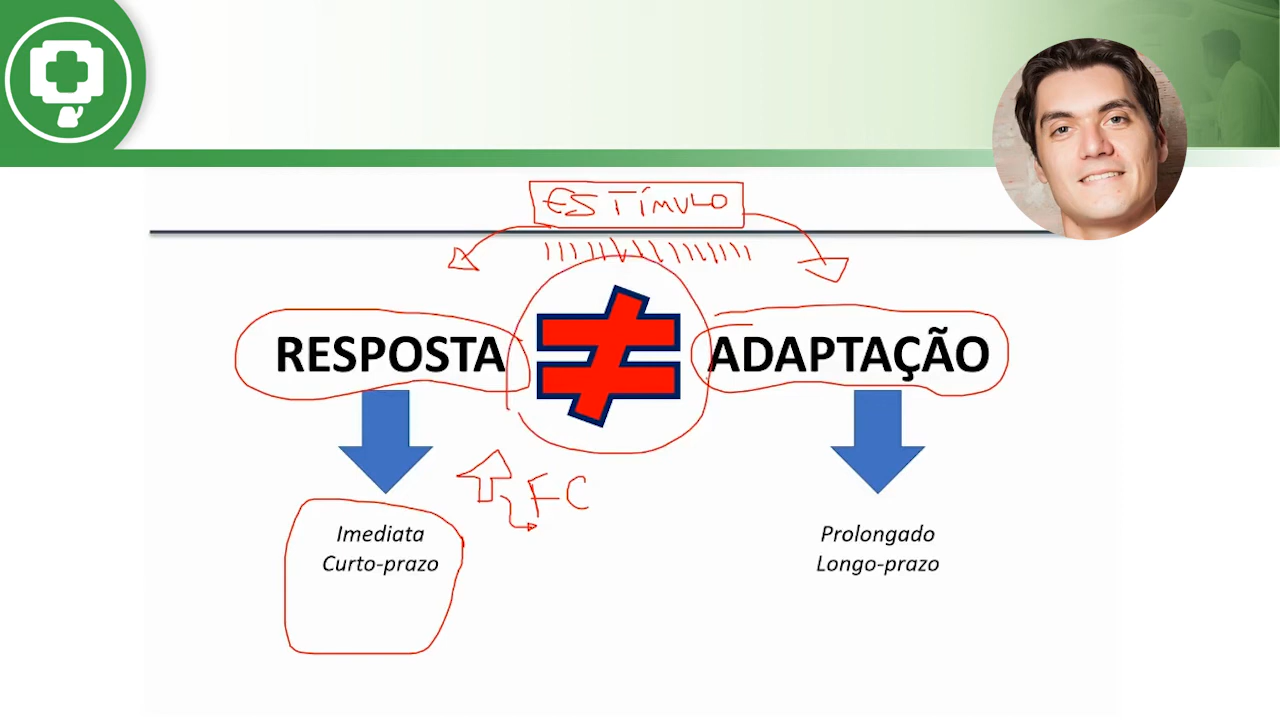 ESTÍMULO
RESPOSTA ≠ ADAPTAÇÃO
FC
Imediata
Curto-prazo
Prolongado
Longo-prazo